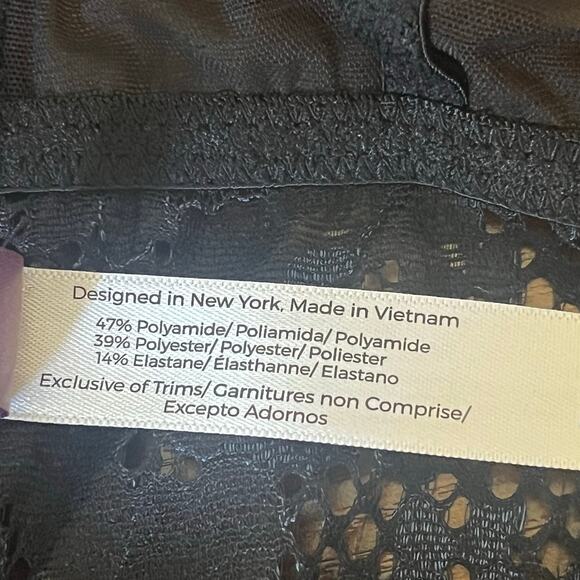 Designed in New York, Made in Vietnam
47% Polyamide/ Poliamida/ Polyamide
39% Polyester/ Polyester/ Poliester
14% Elastane/ Élasthanne/ Elastano
Exclusive of Trims/ Garnitures non Comprise/
Excepto Adornos